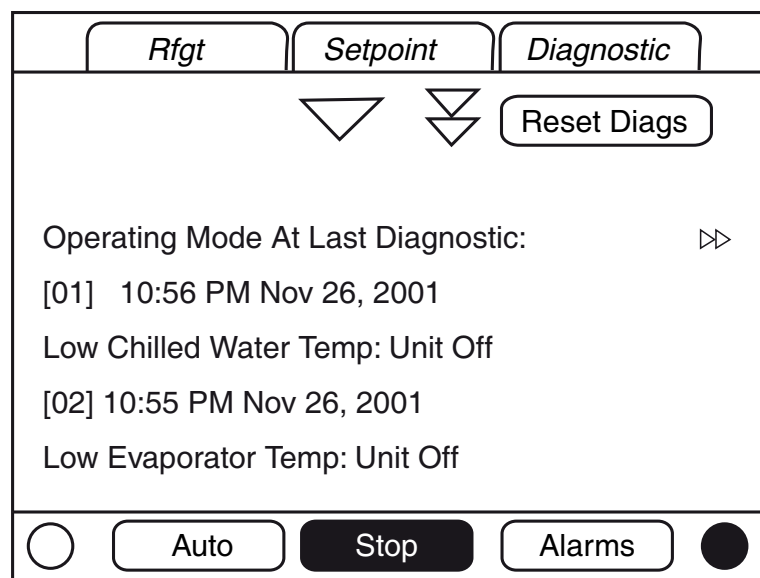 Rfgt Setpoint Diagnostic
Reset Diags
Operating Mode At Last Diagnostic:
[01] 10:56 PM Nov 26, 2001
Low Chilled Water Temp: Unit Off
[02] 10:55 PM Nov 26, 2001
Low Evaporator Temp: Unit Off
Auto Stop Alarms